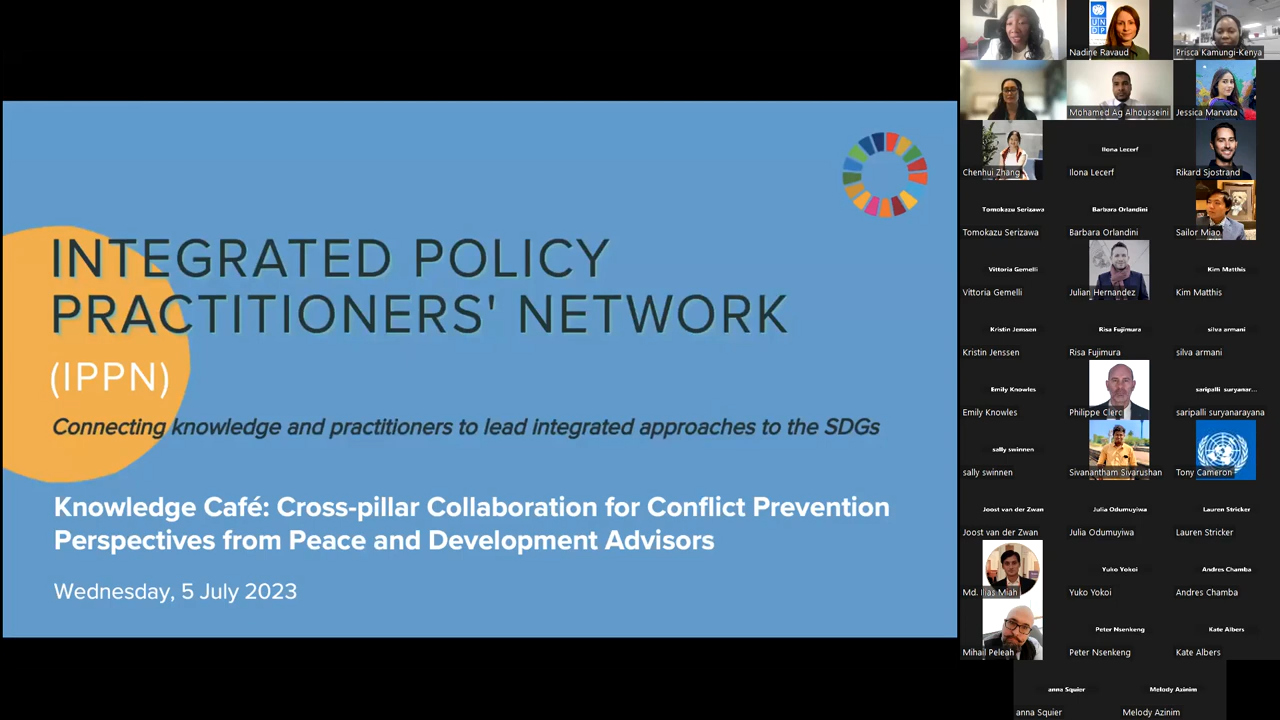 INTEGRATED POLICY
PRACTITIONERS' NETWORK
(IPPN)
Connecting knowledge and practitioners to lead integrated approaches to the SDGs
Knowledge Café: Cross-pillar Collaboration for Conflict Prevention
Perspectives from Peace and Development Advisors
Wednesday, 5 July 2023
U N
D P
Nadine Ravaud
Prisca Kamungi-Kenya
Mohamed Ag Alhousseini
Jessica Marvata
Chenhui Zhang
Ilona Lecerf
Ilona Lecerf
Rikard Sjostrand
Tomokazu Serizawa
Tomokazu Serizawa
Barbara Orlandini
Barbara Orlandini
Sailor Miao
Vittoria Gemelli
Vittoria Gemelli
Julian Hernandez
Kim Matthis
Kim Matthis
Kristin Jenssen
Kristin Jenssen
Risa Fujimura
Risa Fujimura
silva armani
silva armani
Emily Knowles
Emily Knowles
Philippe Clerc
saripalli suryanar...
saripalli suryanarayana
sally swinnen
sally swinnen
Sivanantham Sivarushan
Tony Cameron
Joost van der Zwan
Joost van der Zwan
Julia Odumuyiwa
Julia Odumuyiwa
Lauren Stricker
Lauren Stricker
Md. Ilias Miah
Yuko Yokoi
Yuko Yokoi
Andres Chamba
Andres Chamba
Mihail Peleah
Peter Nsenkeng
Peter Nsenkeng
Kate Albers
Kate Albers
anna Squier
anna Squier
Melody Azinim
Melody Azinim